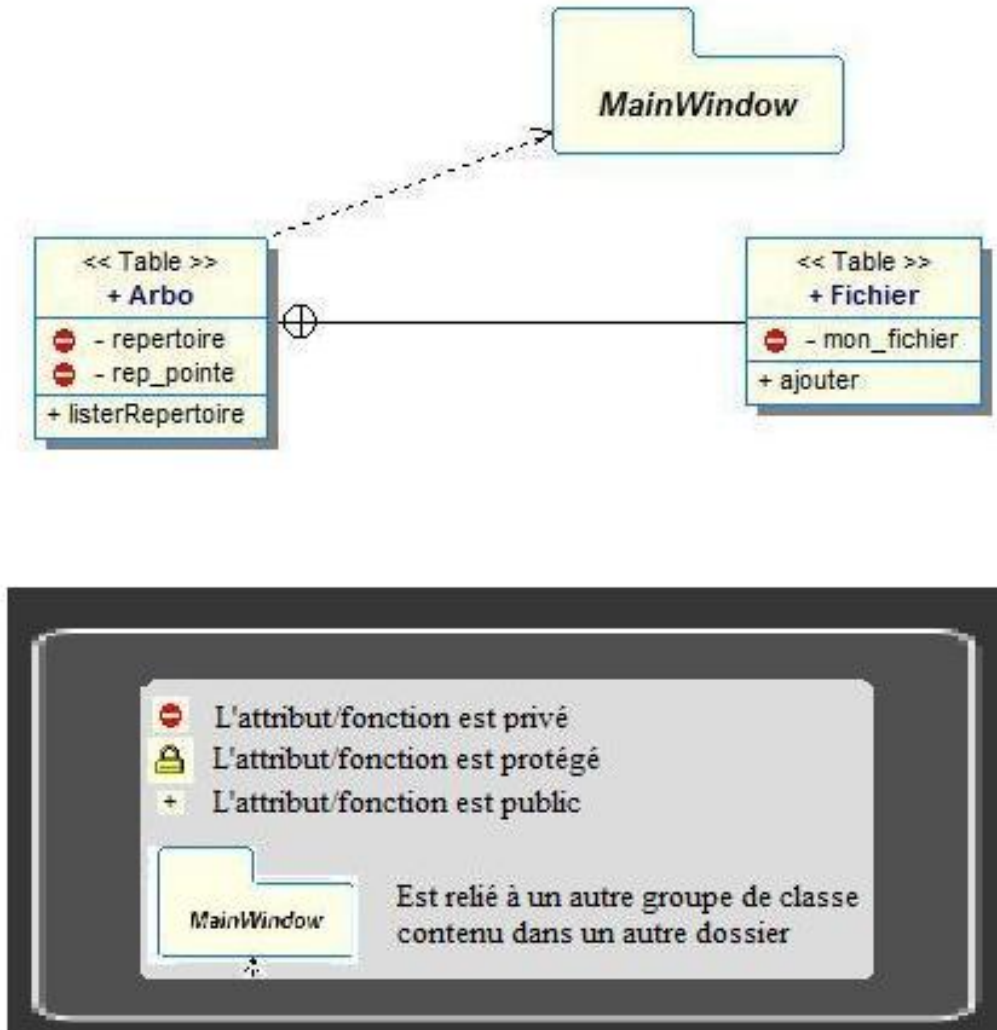 MainWindow
<< Table >>
+ Arbo
- repertoire
- rep_pointe
+ listerRepertoire
<< Table >>
+ Fichier
- mon_fichier
+ ajouter
L'attribut/fonction est privé
L'attribut/fonction est protégé
+ L'attribut/fonction est public
MainWindow
Est relié à un autre groupe de classe
contenu dans un autre dossier